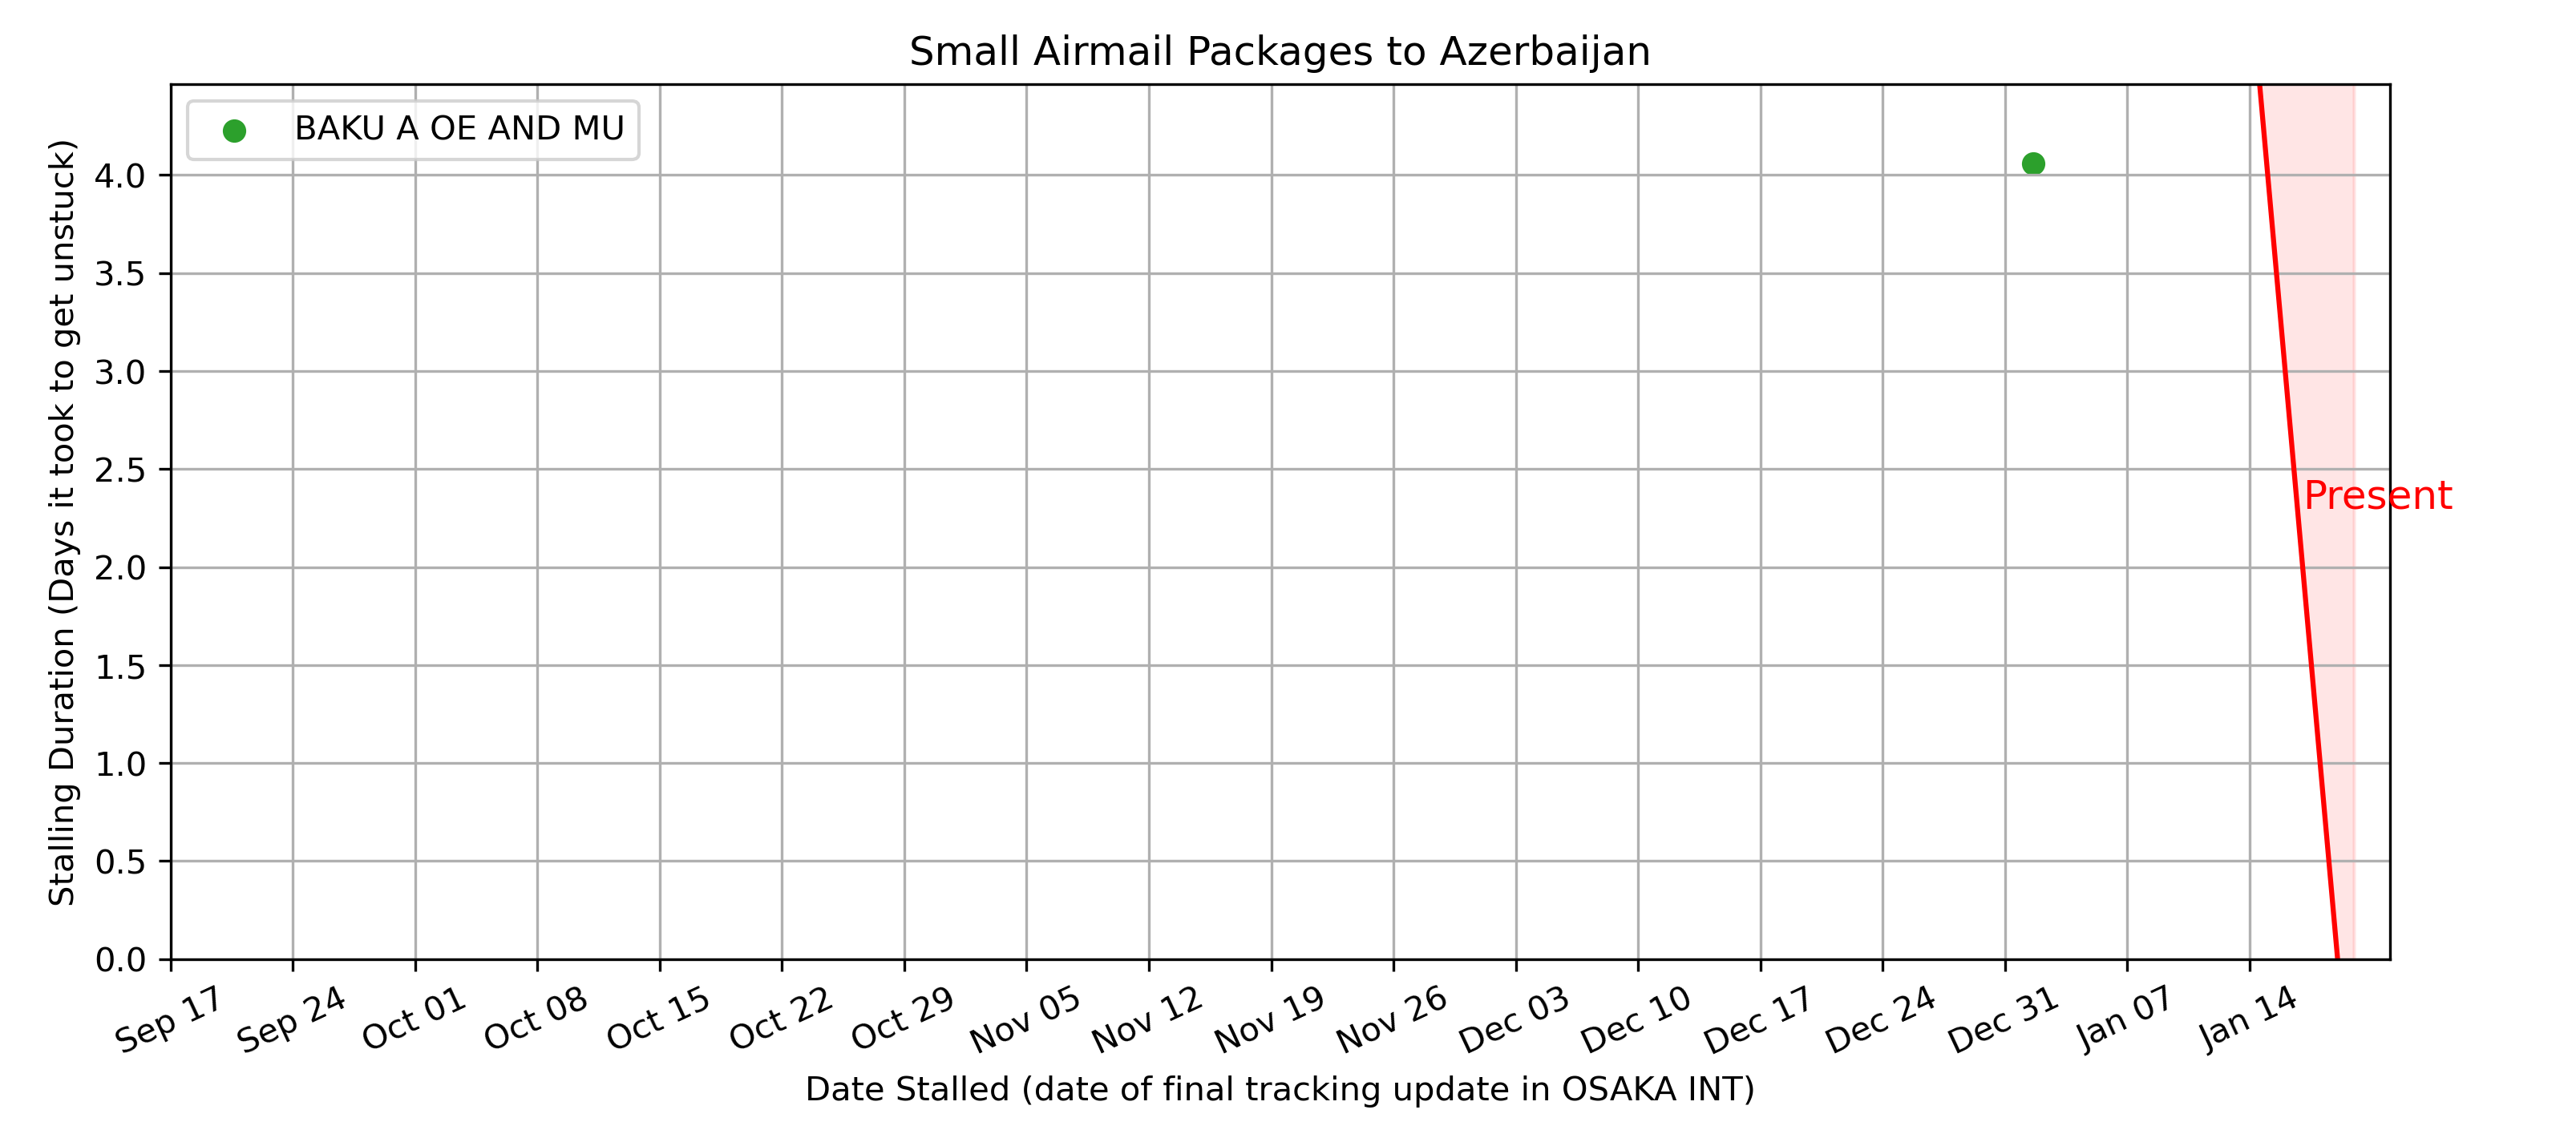 Small Airmail Packages to Azerbaijan
BAKU A OE AND MU
Stalling Duration (Days it took to get unstuck)
4.0
3.5
3.0
2.5
2.0
1.5
1.0
0.5
0.0
Present
Sep 17 Sep 24 Oct 01 Oct 08 Oct 15 Oct 22 Oct 29 Nov 05 Nov 12 Nov 19 Nov 26 Dec 03 Dec 10 Dec 17 Dec 24 Dec 31 Jan 07 Jan 14
Date Stalled (date of final tracking update in OSAKA INT)